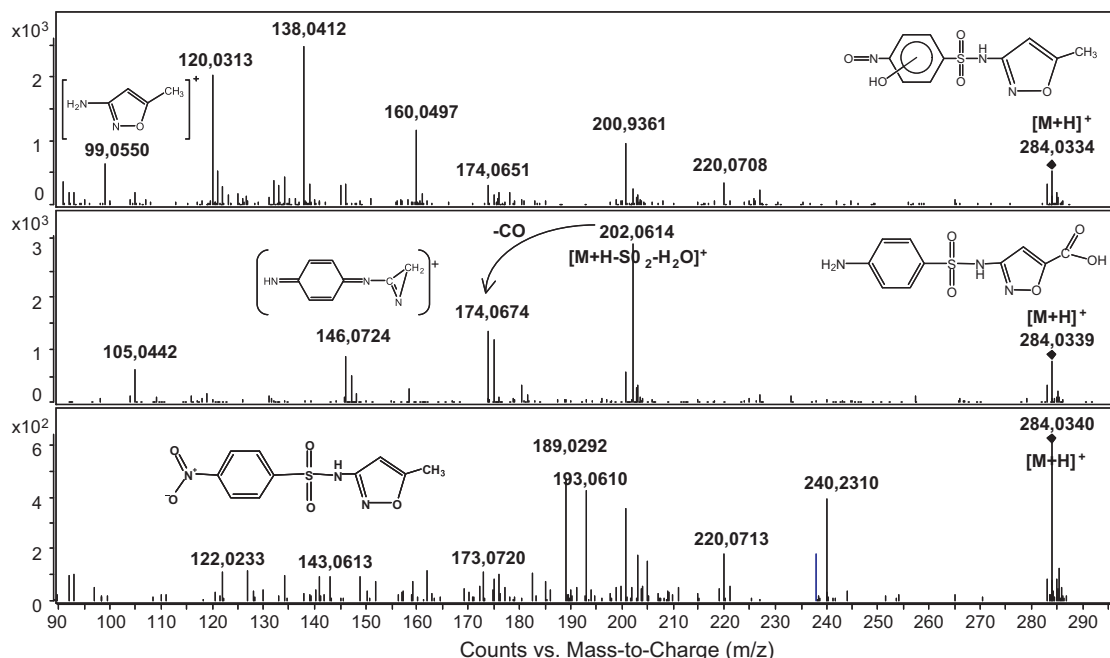 x10³
2
1
0
138,0412
120,0313
160,0497
99,0550
174,0651
200,9361
220,0708
[M+H]⁺
284,0334
H₂N
N
O
CH₃
+
O
N
HO
O
S
O
H
N
N
O
CH₃
x10³
3
2
1
0
-CO
202,0614
[M+H-S0₂-H₂O]⁺
174,0674
146,0724
105,0442
[M+H]⁺
284,0339
HN
N
CH₂
N
+
H₂N
O
S
O
N
H
N
O
C
O
OH
x10²
6
4
2
0
189,0292
193,0610
240,2310
220,0713
173,0720
143,0613
122,0233
284,0340
[M+H]⁺
O
N⁺
⁻O
O
S
O
H
N
N
O
CH₃
90 100 110 120 130 140 150 160 170 180 190 200 210 220 230 240 250 260 270 280 290
Counts vs. Mass-to-Charge (m/z)